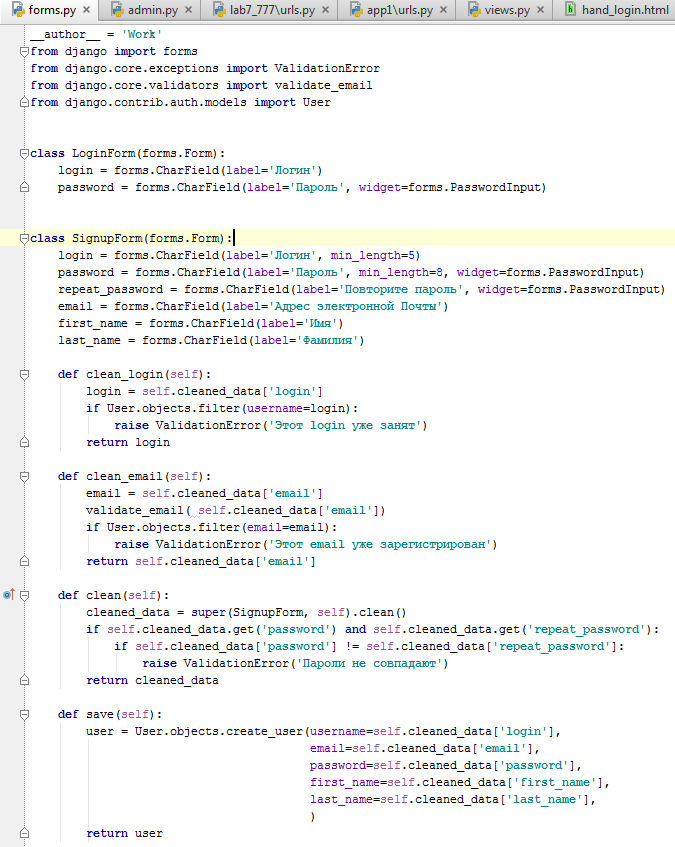 forms.py admin.py lab7_777\urls.py app1\urls.py views.py hand_login.html
__author__ = 'Work'
from django import forms
from django.core.exceptions import ValidationError
from django.core.validators import validate_email
from django.contrib.auth.models import User
class LoginForm(forms.Form):
    login = forms.CharField(label='Логин')
    password = forms.CharField(label='Пароль', widget=forms.PasswordInput)
class SignupForm(forms.Form):
    login = forms.CharField(label='Логин', min_length=5)
    password = forms.CharField(label='Пароль', min_length=8, widget=forms.PasswordInput)
    repeat_password = forms.CharField(label='Повторите пароль', widget=forms.PasswordInput)
    email = forms.CharField(label='Адрес электронной Почты')
    first_name = forms.CharField(label='Имя')
    last_name = forms.CharField(label='Фамилия')
    def clean_login(self):
        login = self.cleaned_data['login']
        if User.objects.filter(username=login):
            raise ValidationError('Этот login уже занят')
        return login
    def clean_email(self):
        email = self.cleaned_data['email']
        validate_email( self.cleaned_data['email'])
        if User.objects.filter(email=email):
            raise ValidationError('Этот email уже зарегистрирован')
        return self.cleaned_data['email']
    def clean(self):
        cleaned_data = super(SignupForm, self).clean()
        if self.cleaned_data.get('password') and self.cleaned_data.get('repeat_password'):
            if self.cleaned_data['password'] != self.cleaned_data['repeat_password']:
                raise ValidationError('Пароли не совпадают')
        return cleaned_data
    def save(self):
        user = User.objects.create_user(username=self.cleaned_data['login'],
                                        email=self.cleaned_data['email'],
                                        password=self.cleaned_data['password'],
                                        first_name=self.cleaned_data['first_name'],
                                        last_name=self.cleaned_data['last_name'],
                                        )
        return user